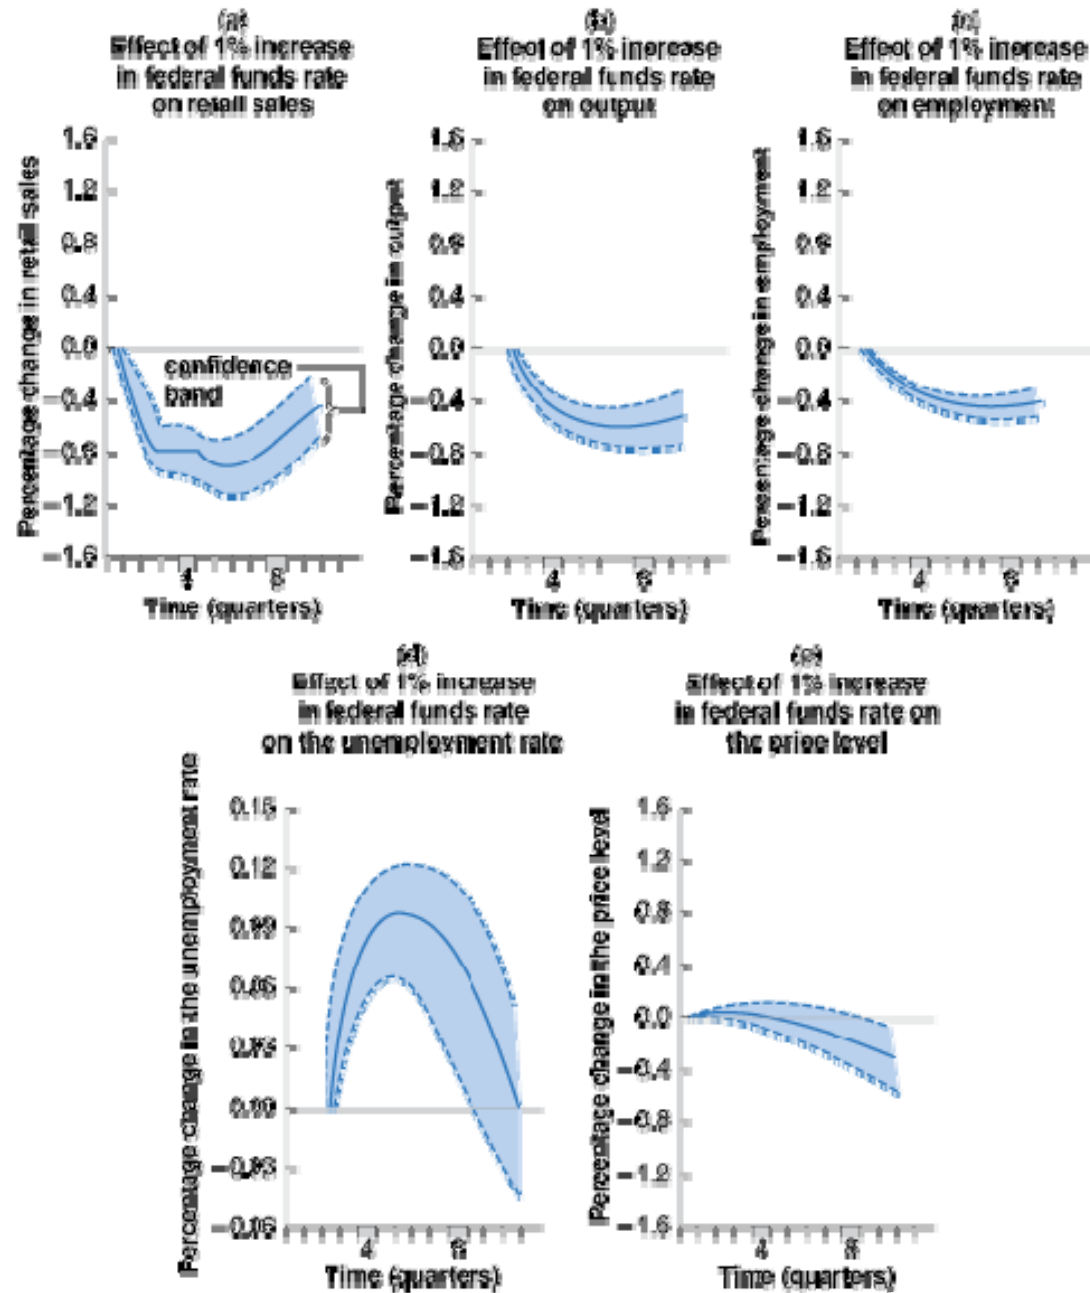 (a)
Effect of 1% increase
in federal funds rate
on retail sales
Percentage change in retail sales
1.6
1.2
0.8
0.4
0.0
−0.4
−0.8
−1.2
−1.6
confidence
band
4
8
Time (quarters)
(b)
Effect of 1% increase
in federal funds rate
on output
Percentage change in output
1.6
1.2
0.8
0.4
0.0
−0.4
−0.8
−1.2
−1.6
4
8
Time (quarters)
(c)
Effect of 1% increase
in federal funds rate
on employment
Percentage change in employment
1.6
1.2
0.8
0.4
0.0
−0.4
−0.8
−1.2
−1.6
4
8
Time (quarters)
(d)
Effect of 1% increase
in federal funds rate
on the unemployment rate
Percentage change in the unemployment rate
0.15
0.12
0.09
0.06
0.03
0.00
−0.03
−0.06
4
8
Time (quarters)
(e)
Effect of 1% increase
in federal funds rate on
the price level
Percentage change in the price level
1.6
1.2
0.8
0.4
0.0
−0.4
−0.8
−1.2
−1.6
4
8
Time (quarters)